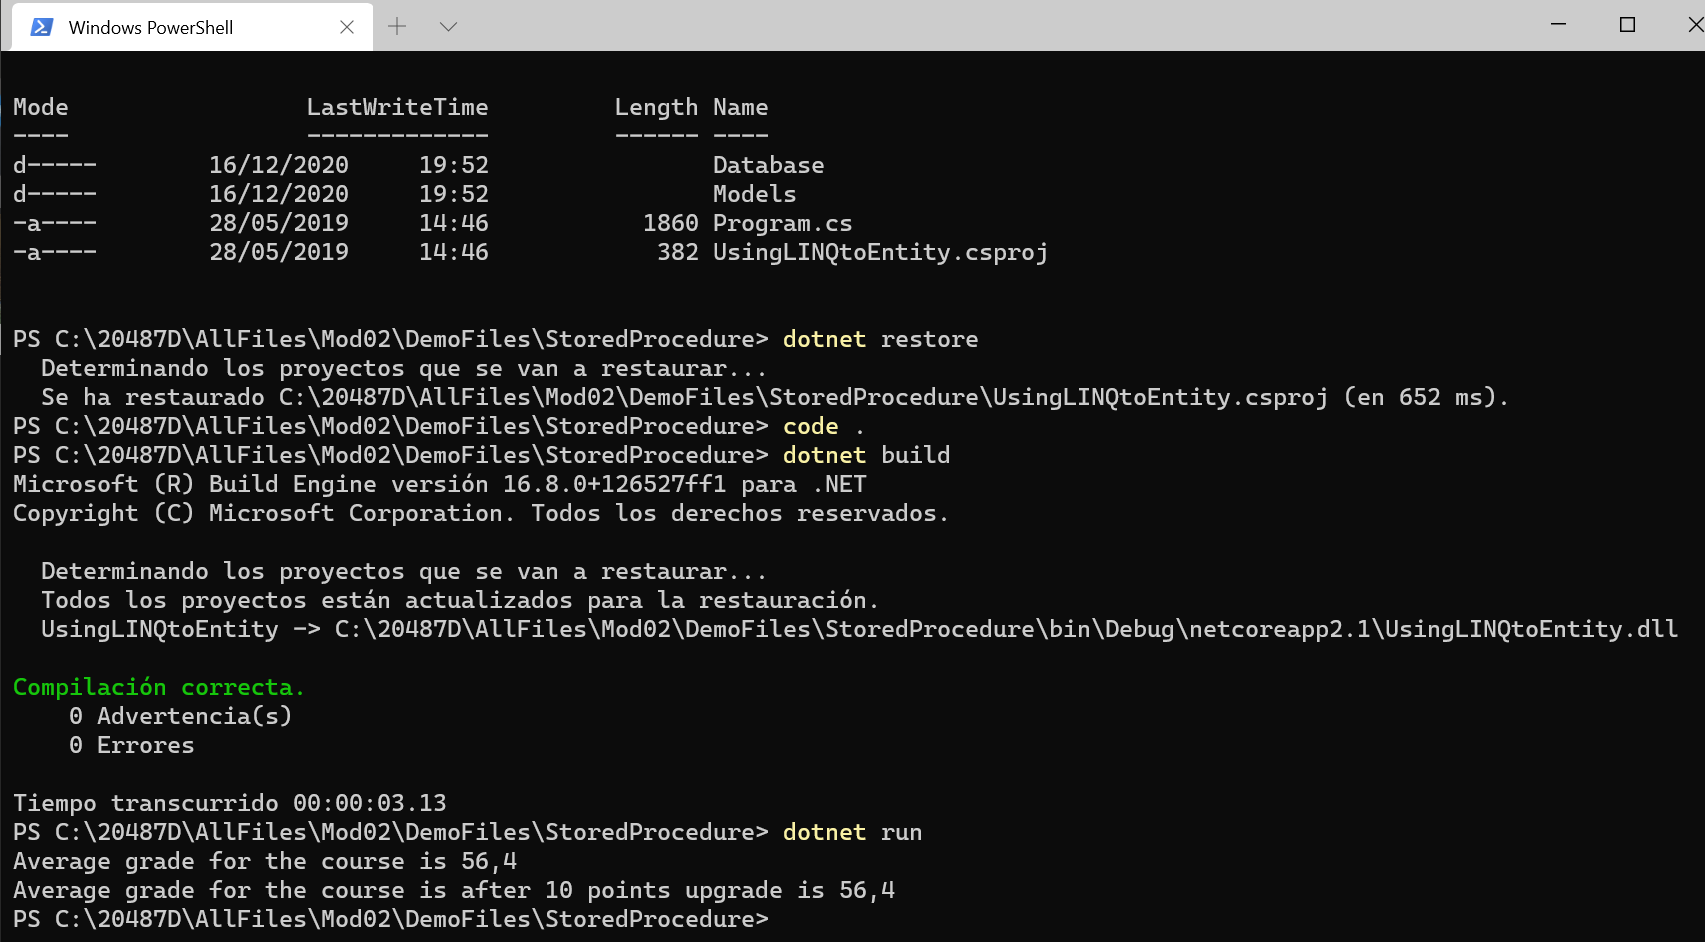 Windows PowerShell
Mode                 LastWriteTime         Length Name
----                 -------------         ------ ----
d-----        16/12/2020     19:52                Database
d-----        16/12/2020     19:52                Models
-a----        28/05/2019     14:46           1860 Program.cs
-a----        28/05/2019     14:46            382 UsingLINQtoEntity.csproj
PS C:\20487D\AllFiles\Mod02\DemoFiles\StoredProcedure> dotnet restore
  Determinando los proyectos que se van a restaurar...
  Se ha restaurado C:\20487D\AllFiles\Mod02\DemoFiles\StoredProcedure\UsingLINQtoEntity.csproj (en 652 ms).
PS C:\20487D\AllFiles\Mod02\DemoFiles\StoredProcedure> code .
PS C:\20487D\AllFiles\Mod02\DemoFiles\StoredProcedure> dotnet build
Microsoft (R) Build Engine versión 16.8.0+126527ff1 para .NET
Copyright (C) Microsoft Corporation. Todos los derechos reservados.
  Determinando los proyectos que se van a restaurar...
  Todos los proyectos están actualizados para la restauración.
  UsingLINQtoEntity -> C:\20487D\AllFiles\Mod02\DemoFiles\StoredProcedure\bin\Debug\netcoreapp2.1\UsingLINQtoEntity.dll
Compilación correcta.
    0 Advertencia(s)
    0 Errores
Tiempo transcurrido 00:00:03.13
PS C:\20487D\AllFiles\Mod02\DemoFiles\StoredProcedure> dotnet run
Average grade for the course is 56,4
Average grade for the course is after 10 points upgrade is 56,4
PS C:\20487D\AllFiles\Mod02\DemoFiles\StoredProcedure>